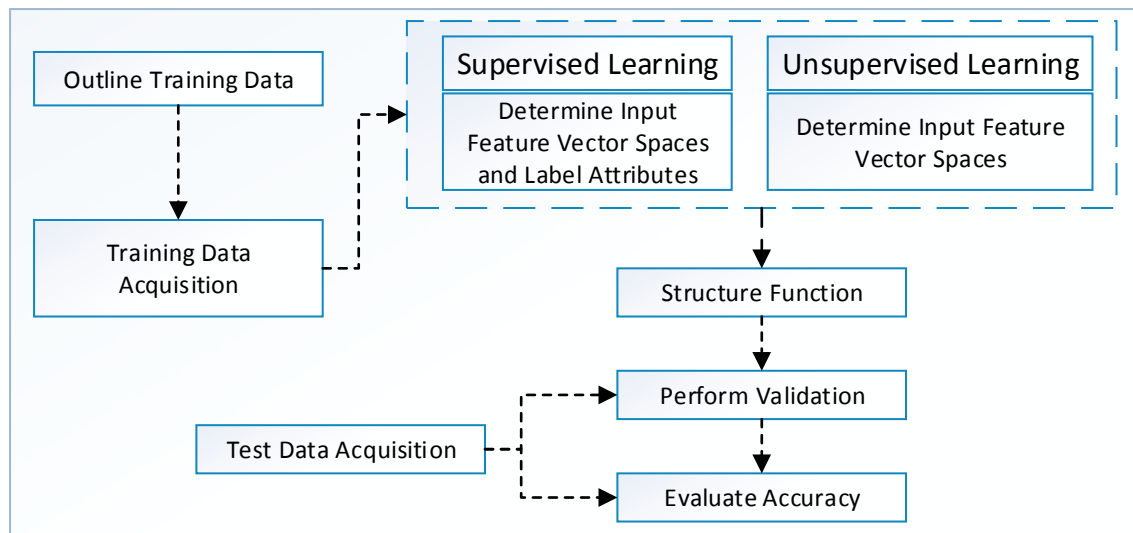 Outline Training Data
Training Data
Acquisition
Supervised Learning
Determine Input
Feature Vector Spaces
and Label Attributes
Unsupervised Learning
Determine Input Feature
Vector Spaces
Structure Function
Perform Validation
Test Data Acquisition
Evaluate Accuracy